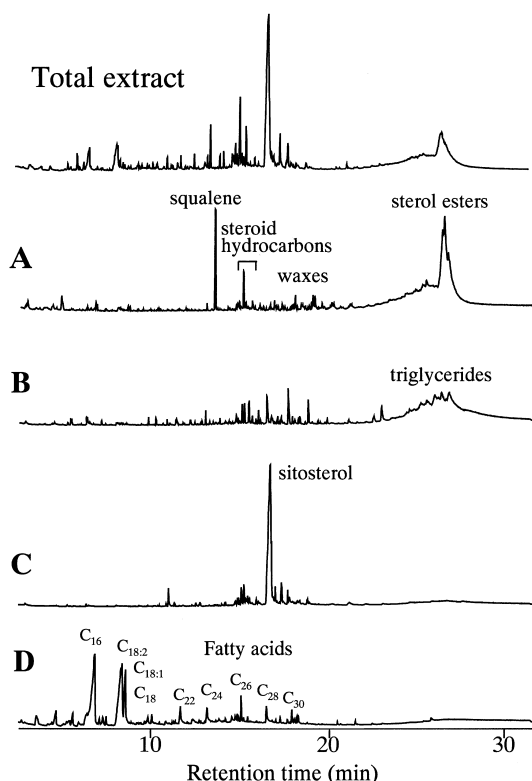 Total extract
squalene
sterol esters
steroid
hydrocarbons
A
waxes
B
triglycerides
sitosterol
C
D
C16
C18:2
Fatty acids
C18:1
C18
C22
C24
C26
C28
C30
10
20
30
Retention time (min)